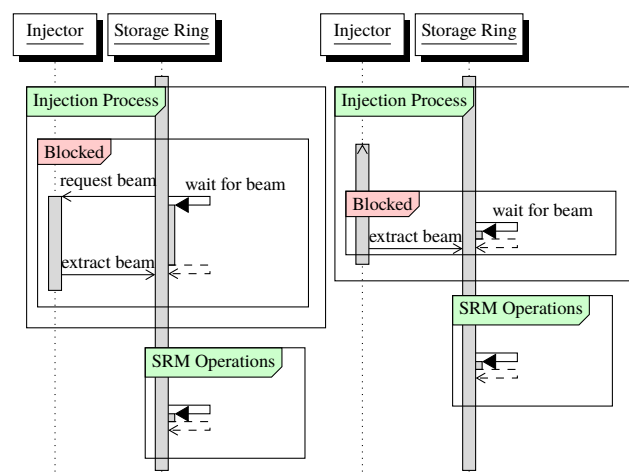 Injector
Storage Ring
Injection Process
Blocked
request beam
wait for beam
extract beam
SRM Operations
Injector
Storage Ring
Injection Process
Blocked
wait for beam
extract beam
SRM Operations